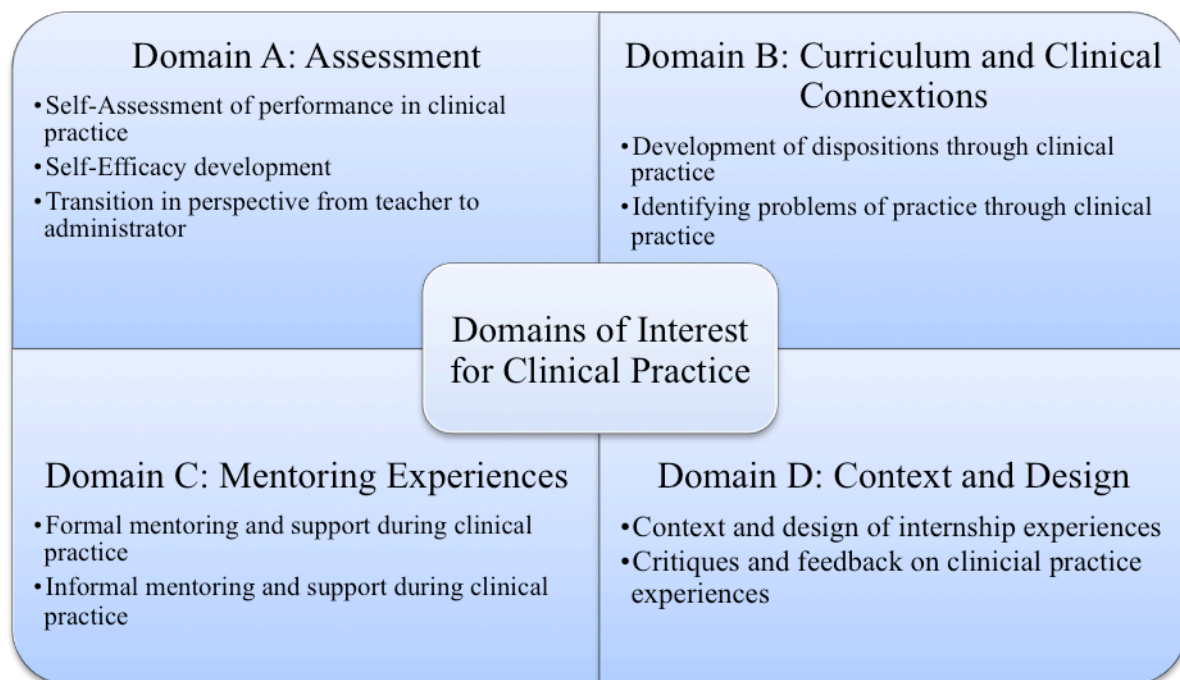 Domain A: Assessment
•Self-Assessment of performance in clinical
practice
•Self-Efficacy development
•Transition in perspective from teacher to
administrator
Domain B: Curriculum and Clinical
Connextions
•Development of dispositions through clinical
practice
•Identifying problems of practice through clinical
practice
Domains of Interest
for Clinical Practice
Domain C: Mentoring Experiences
•Formal mentoring and support during clinical
practice
•Informal mentoring and support during clinical
practice
Domain D: Context and Design
•Context and design of internship experiences
•Critiques and feedback on clinicial practice
experiences